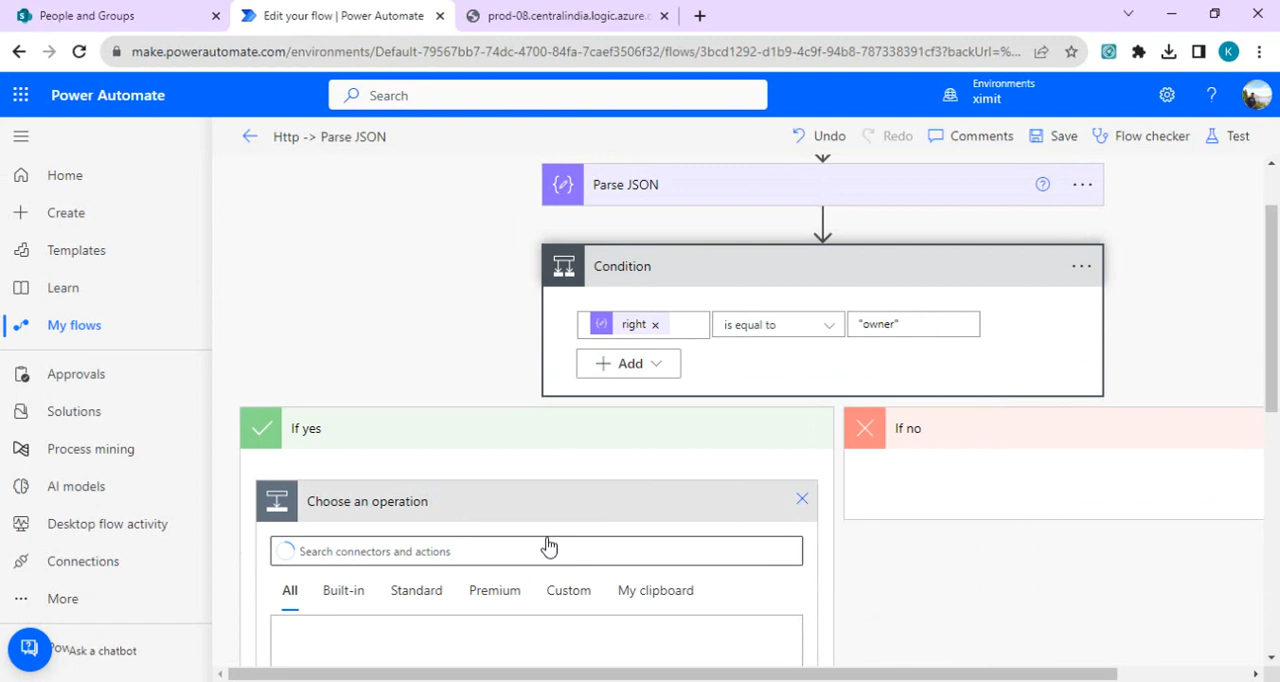 People and Groups
Edit your flow | Power Automate
prod-08.centralindia.logic.azure.c
make.powerautomate.com/environments/Default-79567bb7-74dc-4700-84fa-7caef3506f32/flows/3bcd1292-d1b9-4c9f-94b8-787338391cf3?backUrl=%...
K
Power Automate
Search
Environments
ximit
Http -> Parse JSON
Undo
Redo
Comments
Save
Flow checker
Test
Home
Create
Templates
Learn
My flows
Approvals
Solutions
Process mining
AI models
Desktop flow activity
Connections
More
Ask a chatbot
Parse JSON
Condition
right
is equal to
"owner"
Add
If yes
If no
Choose an operation
Search connectors and actions
All
Built-in
Standard
Premium
Custom
My clipboard